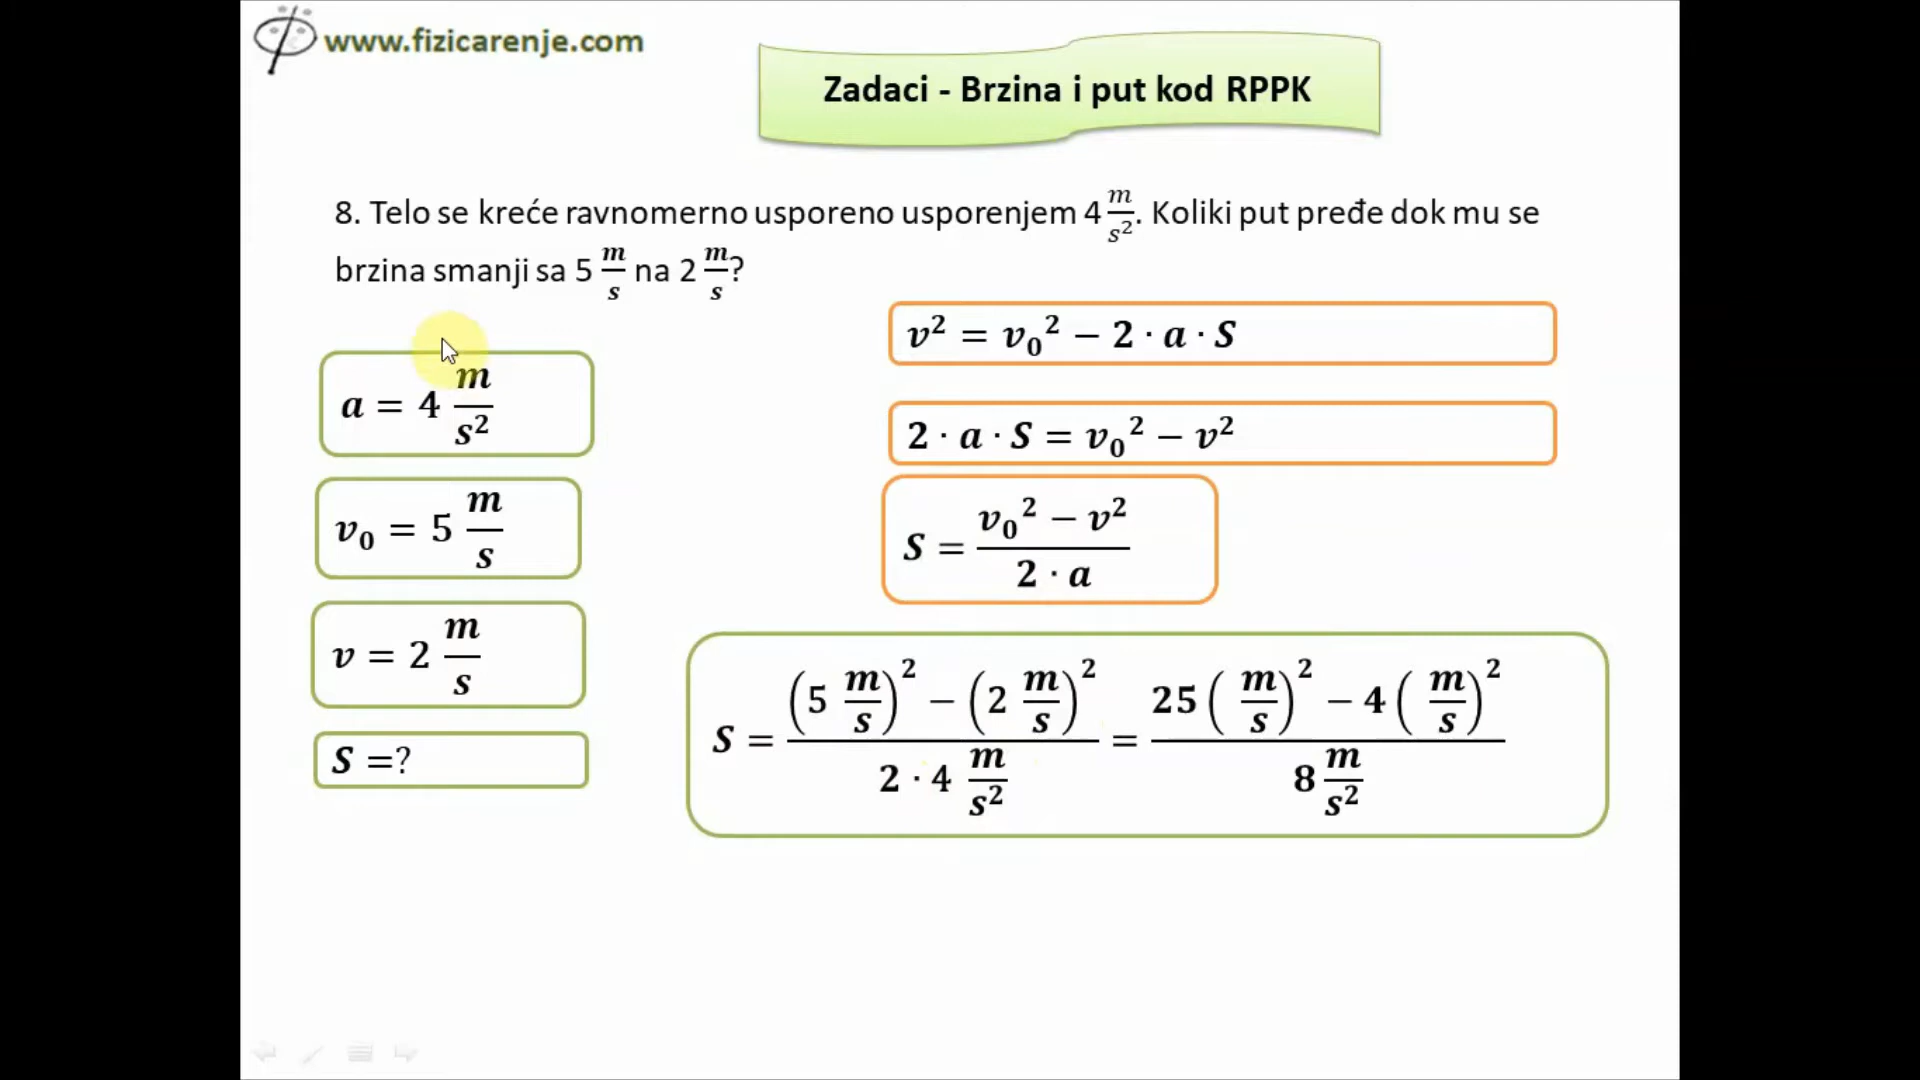 www.fizicarenje.com
Zadaci - Brzina i put kod RPPK
8. Telo se kreće ravnomerno usporeno usporenjem 4 m/s². Koliki put pređe dok mu se
brzina smanji sa 5 m/s na 2 m/s?
a = 4 m/s²
v₀ = 5 m/s
v = 2 m/s
S =?
v² = v₀² − 2 · a · S
2 · a · S = v₀² − v²
S = (v₀² − v²)/(2 · a)
S = ((5 m/s)² − (2 m/s)²)/(2 · 4 m/s²) = (25 (m/s)² − 4 (m/s)²)/(8 m/s²)